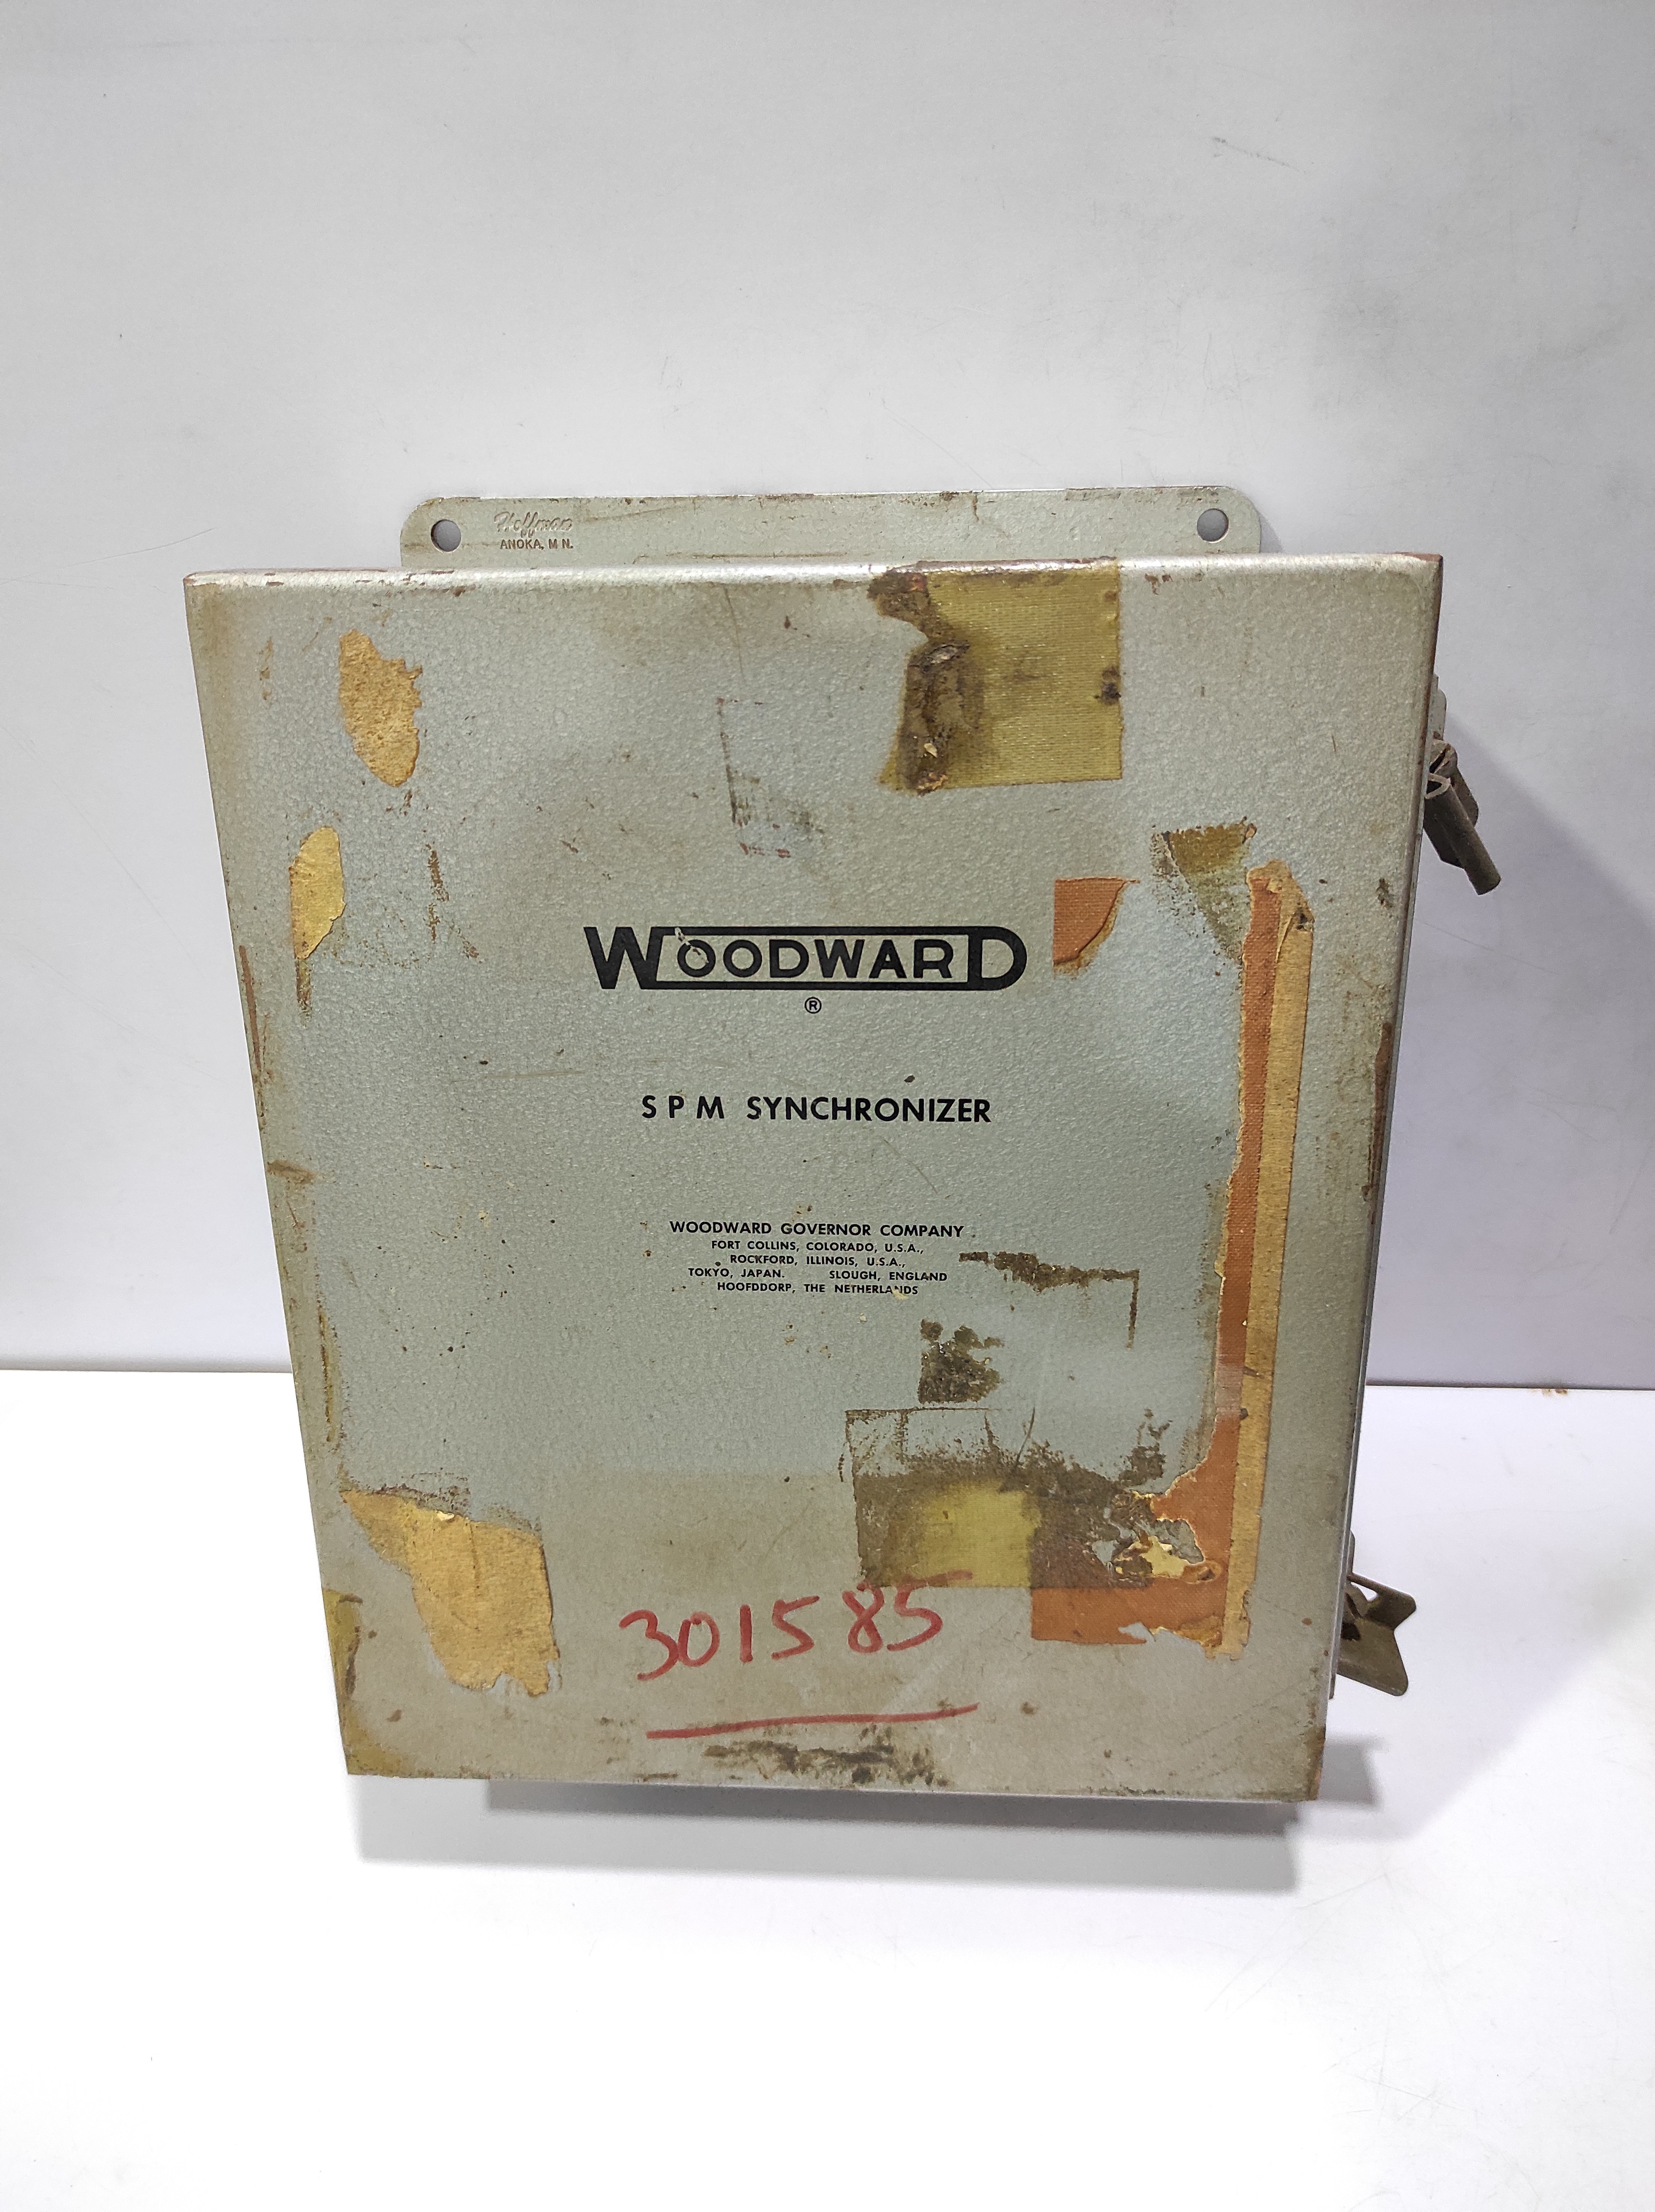 Hoffman
ANOKA, MN.
WOODWARD
®
SPM SYNCHRONIZER
WOODWARD GOVERNOR COMPANY
FORT COLLINS, COLORADO, U.S.A.,
ROCKFORD, ILLINOIS, U.S.A.,
TOKYO, JAPAN. SLOUGH, ENGLAND
HOOFDDORP, THE NETHERLANDS
301585